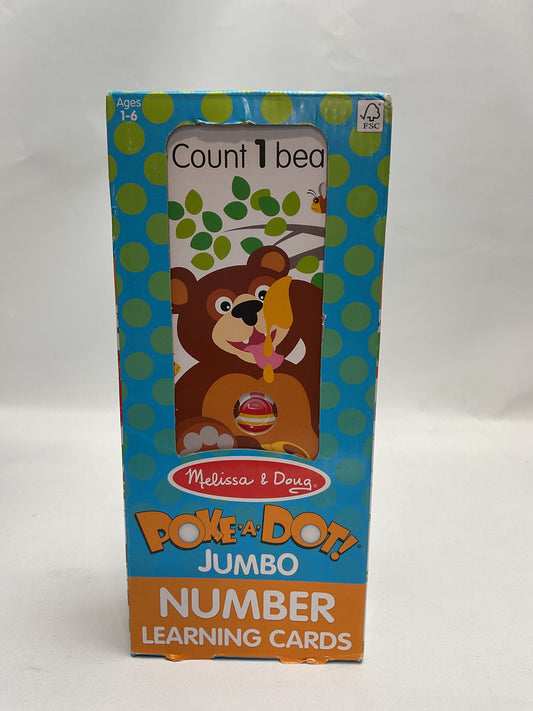 Ages
1-6
FSC
Count 1 bea
Melissa & Doug
POKE•A•DOT!
JUMBO
NUMBER
LEARNING CARDS